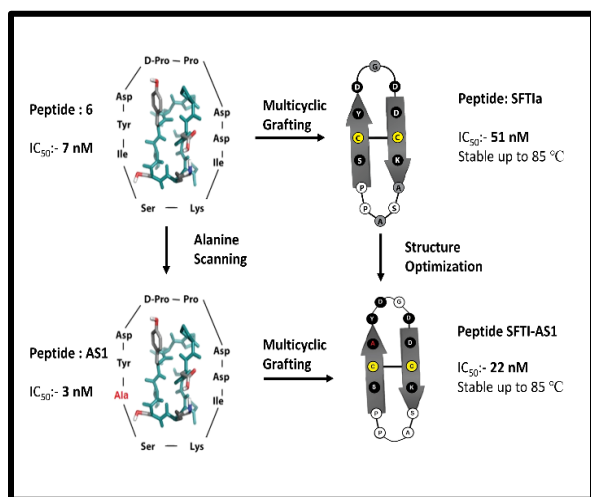 D-Pro — Pro
Asp
Tyr
Ile
Asp
Asp
Ile
Ser — Lys
Peptide : 6
IC50:- 7 nM
Multicyclic
Grafting
G
D
D
Y
D
C
C
S
K
P
A
P
S
A
Peptide: SFTIa
IC50:- 51 nM
Stable up to 85 ℃
Alanine
Scanning
Structure
Optimization
D-Pro — Pro
Asp
Tyr
Ala
Asp
Asp
Ile
Ser — Lys
Peptide : AS1
IC50:- 3 nM
Multicyclic
Grafting
D
G
Y
D
A
D
C
C
S
K
P
S
P
A
Peptide SFTI-AS1
IC50:- 22 nM
Stable up to 85 ℃